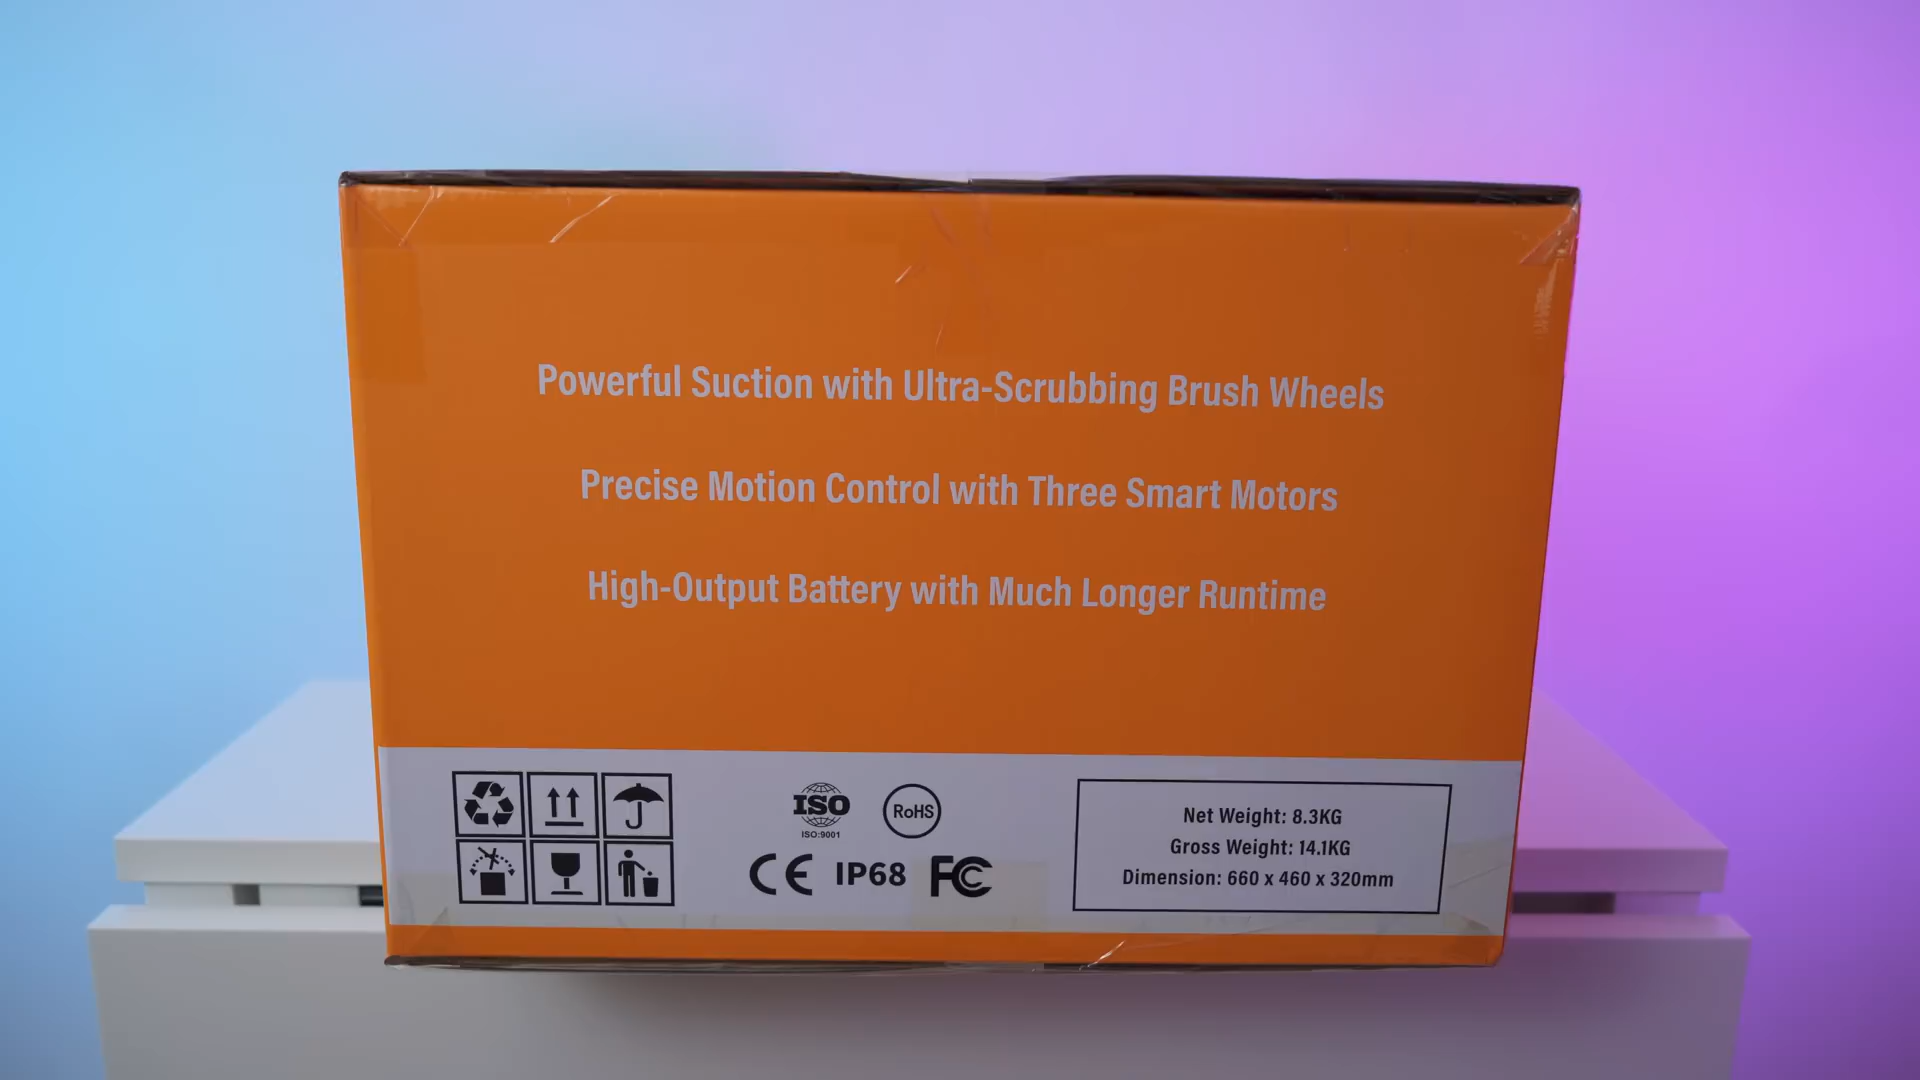 Powerful Suction with Ultra-Scrubbing Brush Wheels
Precise Motion Control with Three Smart Motors
High-Output Battery with Much Longer Runtime
ISO
ISO:9001
RoHS
CE IP68 FC
Net Weight: 8.3KG
Gross Weight: 14.1KG
Dimension: 660 x 460 x 320mm